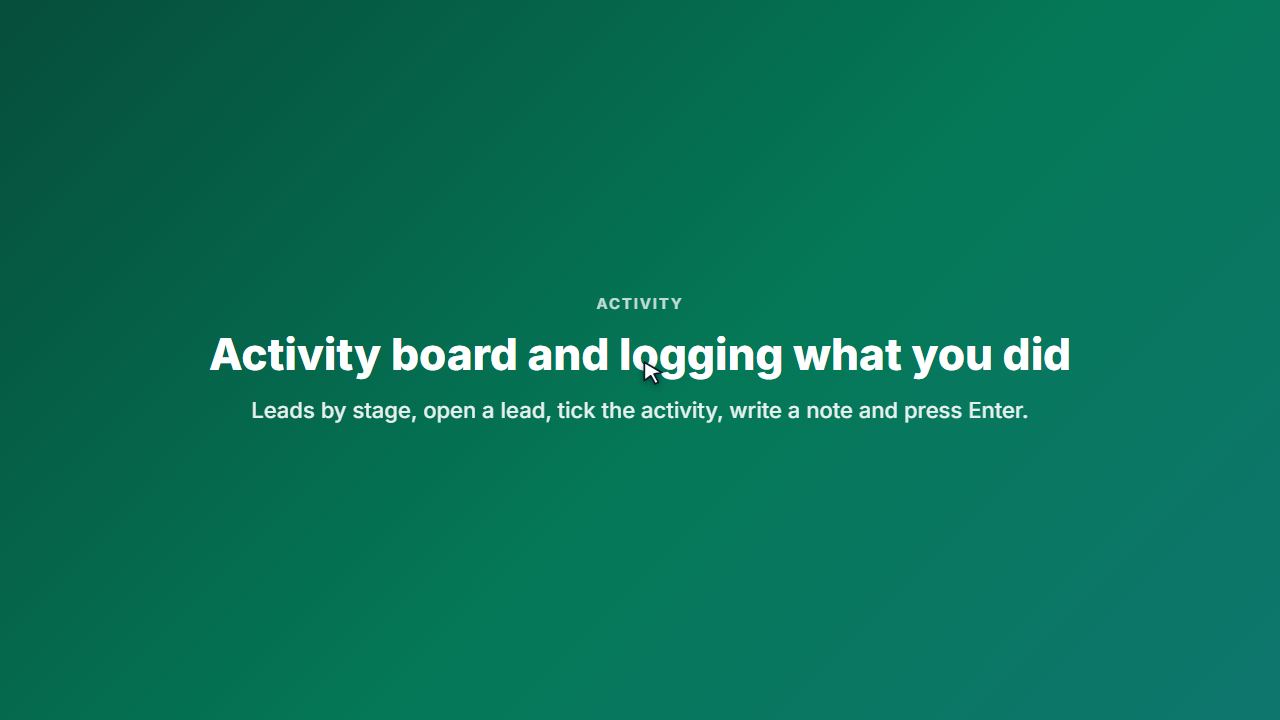 ACTIVITY
Activity board and logging what you did
Leads by stage, open a lead, tick the activity, write a note and press Enter.